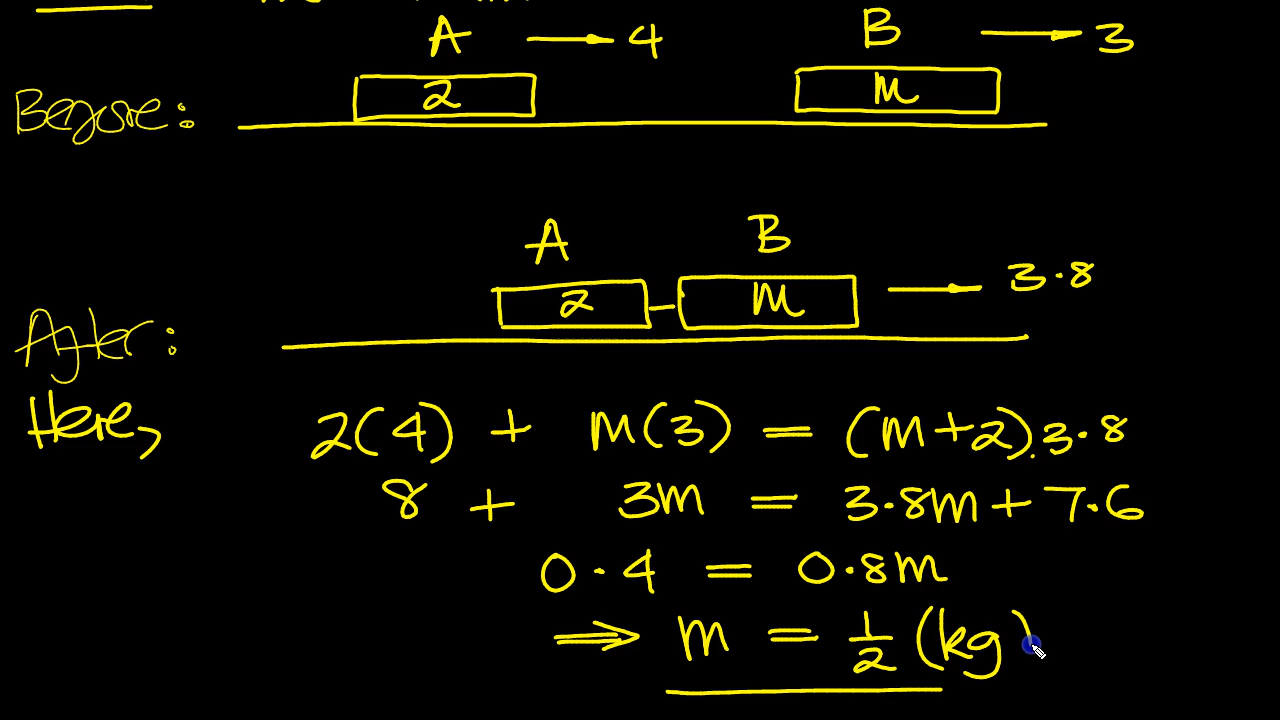 A → 4 B → 3
Before: 2 m
A B
2 m → 3.8
After:
Here, 2(4) + m(3) = (m+2).3.8
8 + 3m = 3.8m + 7.6
0.4 = 0.8m
⇒ m = 1/2 (kg)